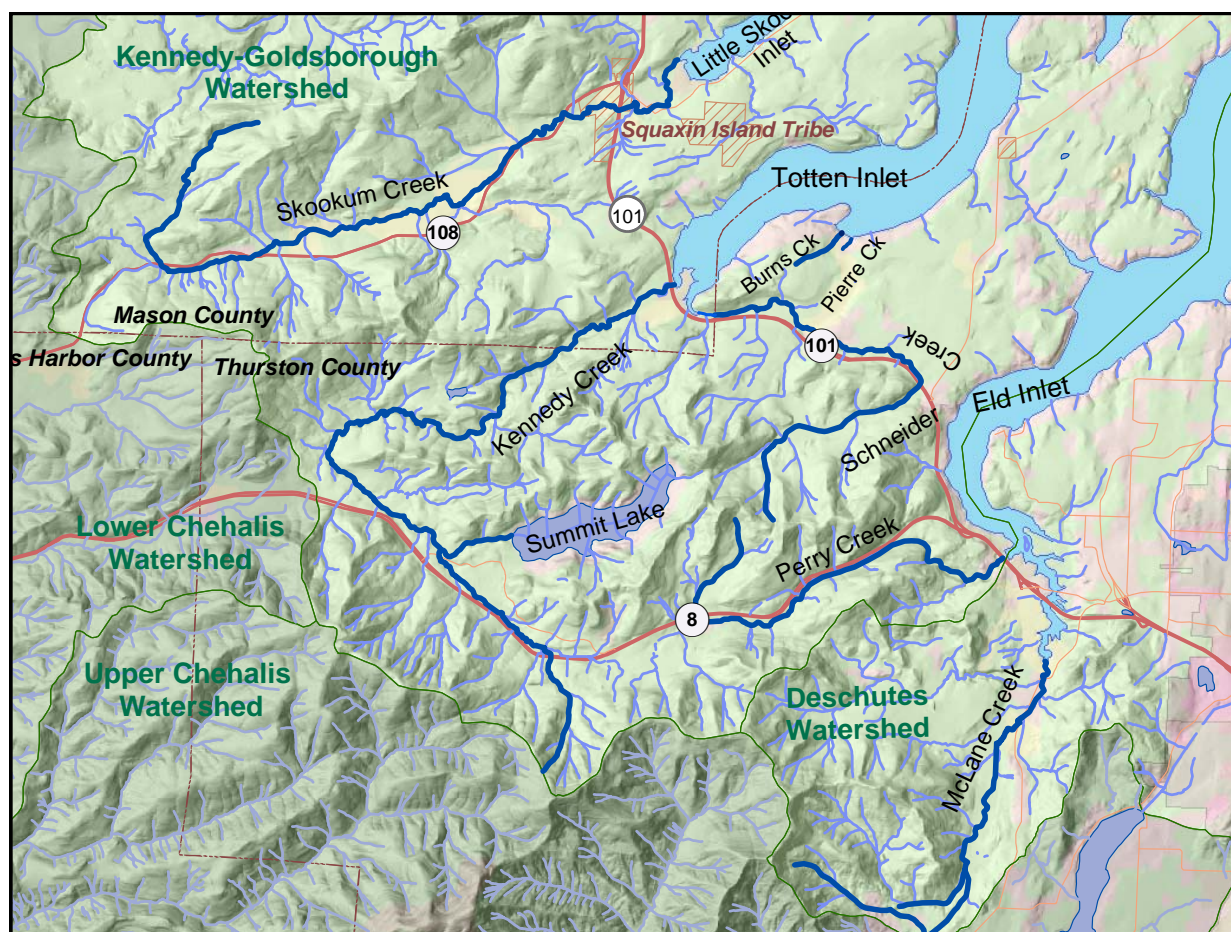 Kennedy-Goldsborough
Watershed
Little Skoo
Inlet
Squaxin Island Tribe
Totten Inlet
Skookum Creek
101
108
Burns Ck
Pierre Ck
Mason County
s Harbor County
Thurston County
101
Creek
Kennedy Creek
Eld Inlet
Schneider
Summit Lake
Lower Chehalis
Watershed
Perry Creek
8
Upper Chehalis
Watershed
Deschutes
Watershed
McLane Creek